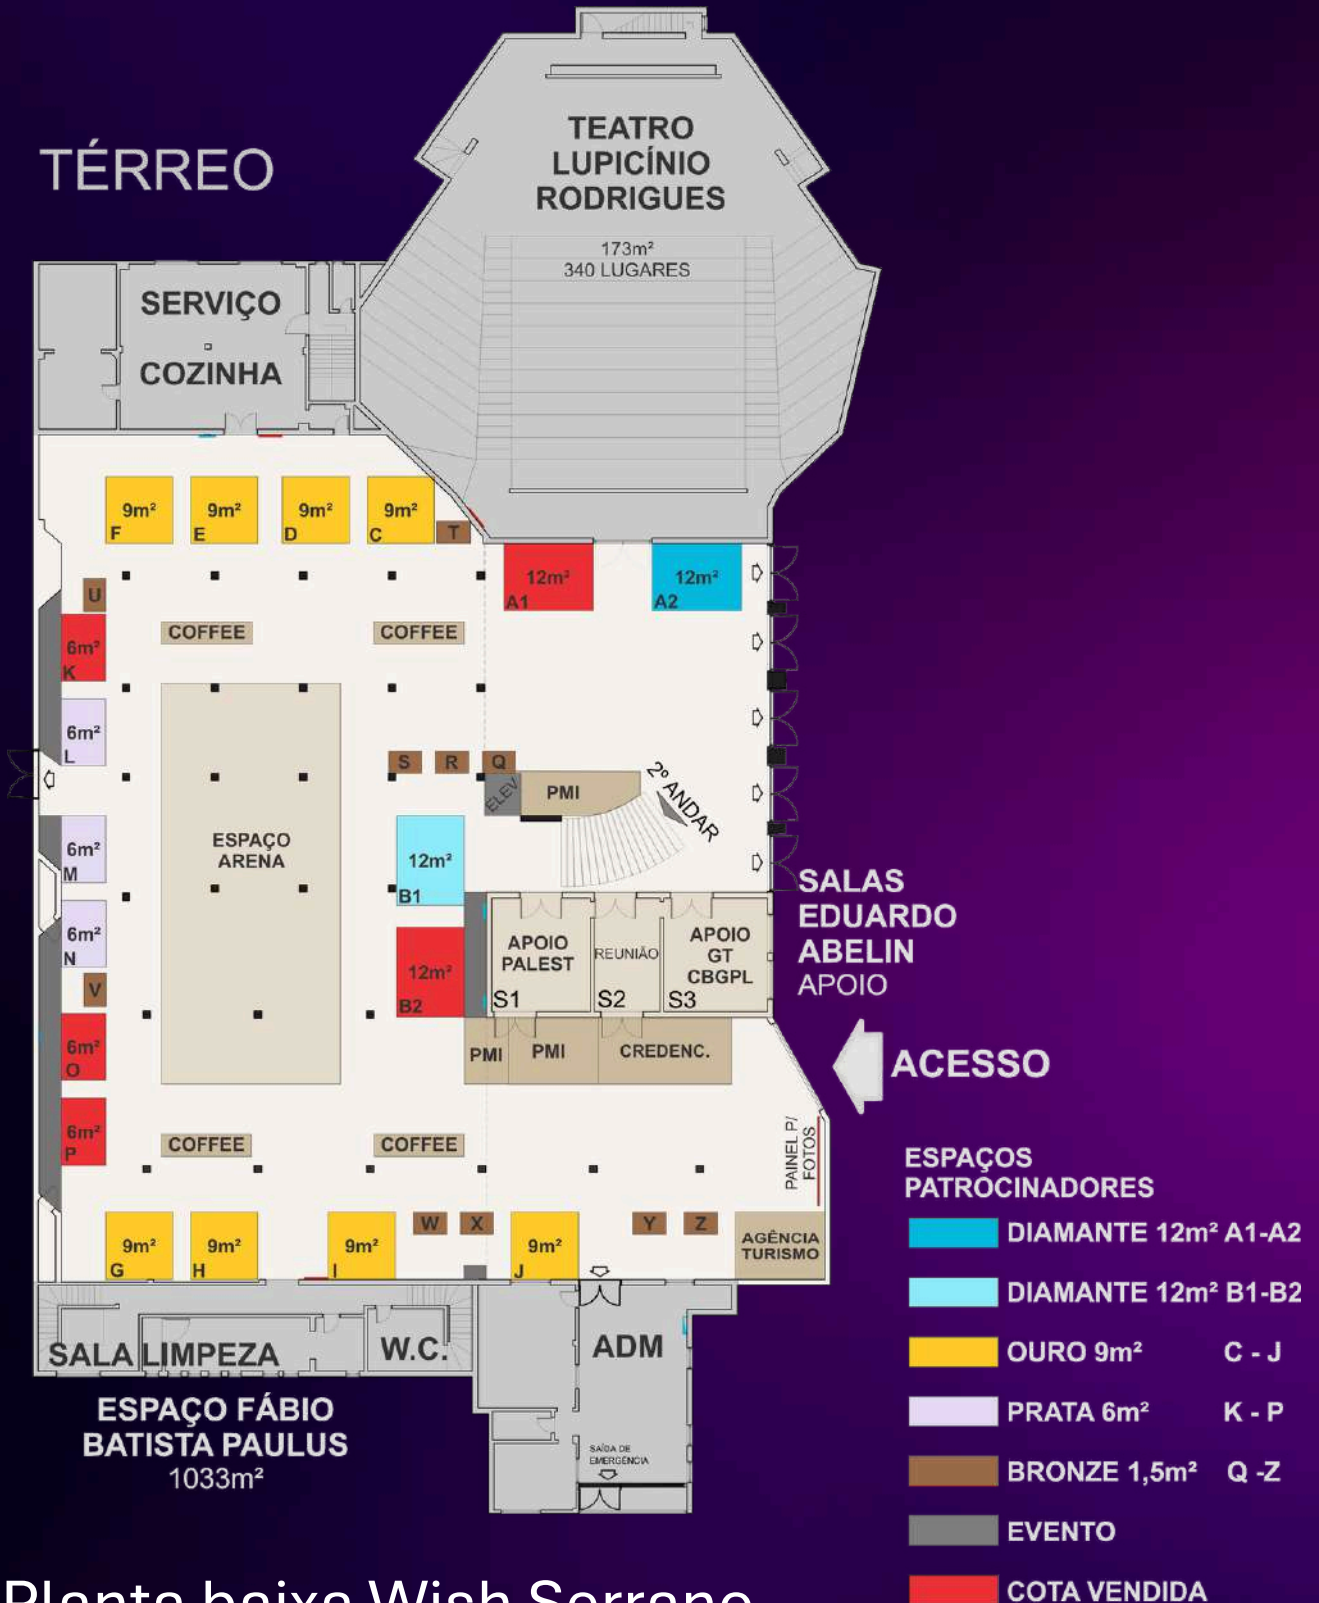 TÉRREO
TEATRO
LUPICÍNIO
RODRIGUES
173m²
340 LUGARES
SERVIÇO
COZINHA
9m²
F
9m²
E
9m²
D
9m²
C
T
12m²
A1
12m²
A2
U
COFFEE
COFFEE
6m²
K
6m²
L
S
R
Q
ELEV
PMI
2º ANDAR
ESPAÇO
ARENA
6m²
M
12m²
B1
6m²
N
APOIO
PALEST
S1
REUNIÃO
S2
APOIO
GT
CBGPL
S3
SALAS
EDUARDO
ABELIN
APOIO
12m²
B2
V
6m²
O
PMI
PMI
CREDENC.
ACESSO
6m²
P
COFFEE
COFFEE
PAINEL P/
FOTOS
9m²
G
9m²
H
9m²
I
W
X
9m²
J
Y
Z
AGÊNCIA
TURISMO
SALA LIMPEZA
W.C.
ADM
SAÍDA DE
EMERGÊNCIA
ESPAÇO FÁBIO
BATISTA PAULUS
1033m²
ESPAÇOS
PATROCINADORES
DIAMANTE 12m² A1-A2
DIAMANTE 12m² B1-B2
OURO 9m² C - J
PRATA 6m² K - P
BRONZE 1,5m² Q -Z
EVENTO
COTA VENDIDA
Planta baixa Wish Serrano